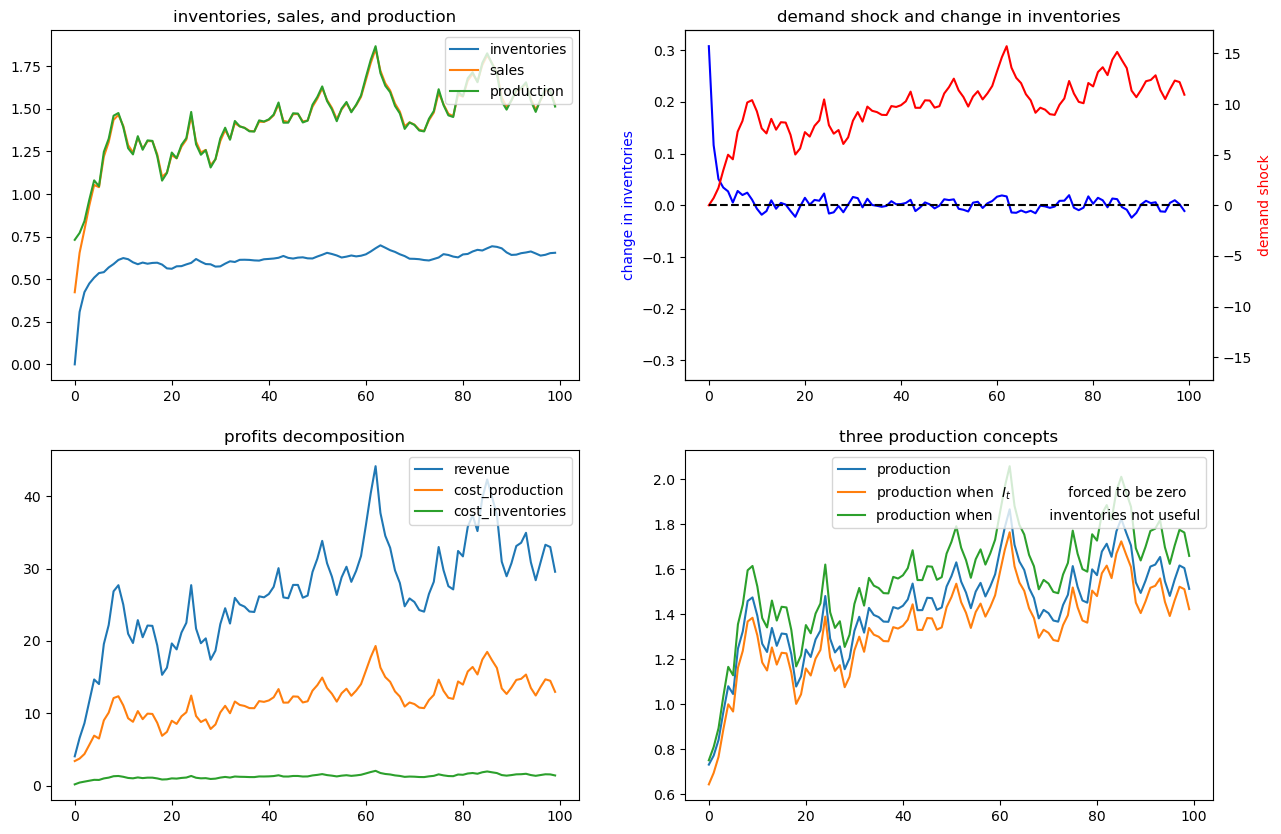 inventories, sales, and production
inventories
sales
production
1.75
1.50
1.25
1.00
0.75
0.50
0.25
0.00
0 20 40 60 80 100
demand shock and change in inventories
change in inventories
0.3
0.2
0.1
0.0
−0.1
−0.2
−0.3
15
10
5
0
−5
−10
−15
demand shock
0 20 40 60 80 100
profits decomposition
revenue
cost_production
cost_inventories
40
30
20
10
0
0 20 40 60 80 100
three production concepts
production
production when I_t forced to be zero
production when inventories not useful
2.0
1.8
1.6
1.4
1.2
1.0
0.8
0.6
0 20 40 60 80 100